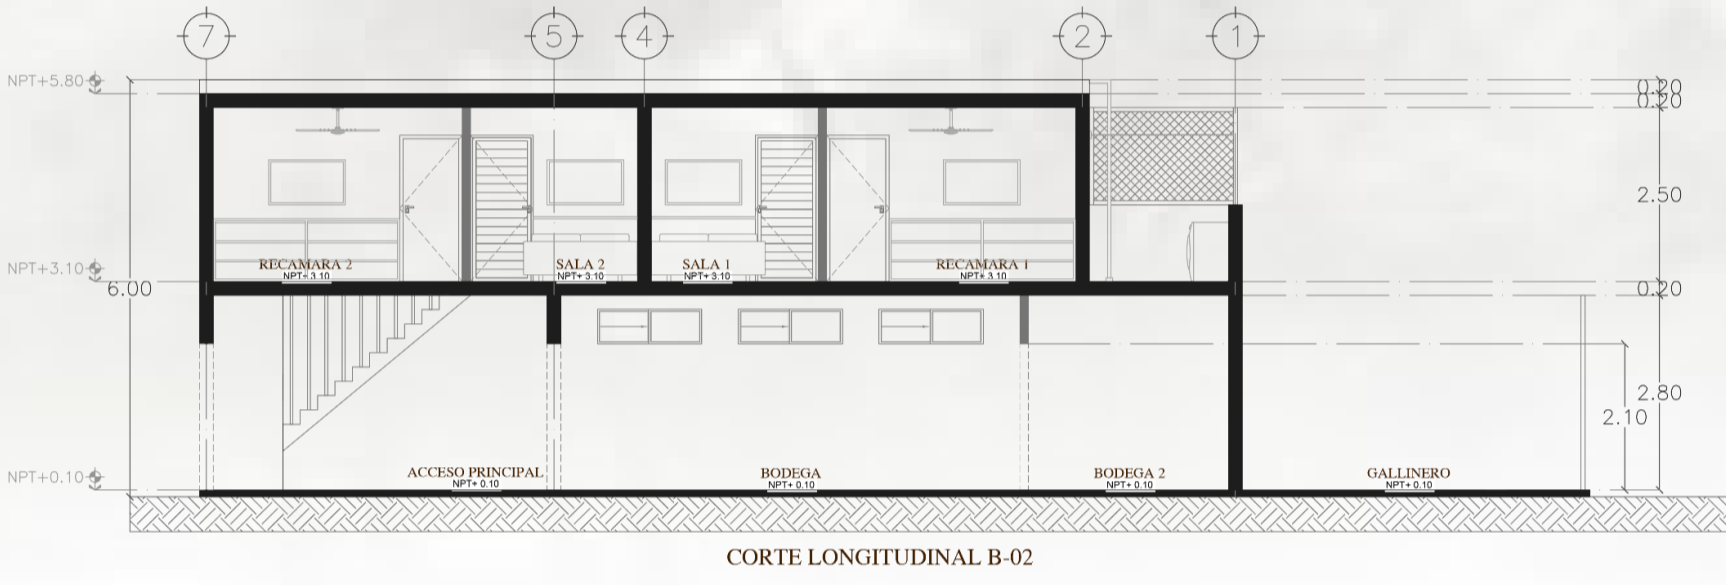 7 5 4 2 1
NPT+5.80
0.20
0.20
2.50
RECAMARA 2
NPT+ 3.10
SALA 2
NPT+ 3.10
SALA 1
NPT+ 3.10
RECAMARA 1
NPT+ 3.10
NPT+3.10
6.00
0.20
2.80
2.10
ACCESO PRINCIPAL
NPT+ 0.10
BODEGA
NPT+ 0.10
BODEGA 2
NPT+ 0.10
GALLINERO
NPT+ 0.10
NPT+0.10
CORTE LONGITUDINAL B-02